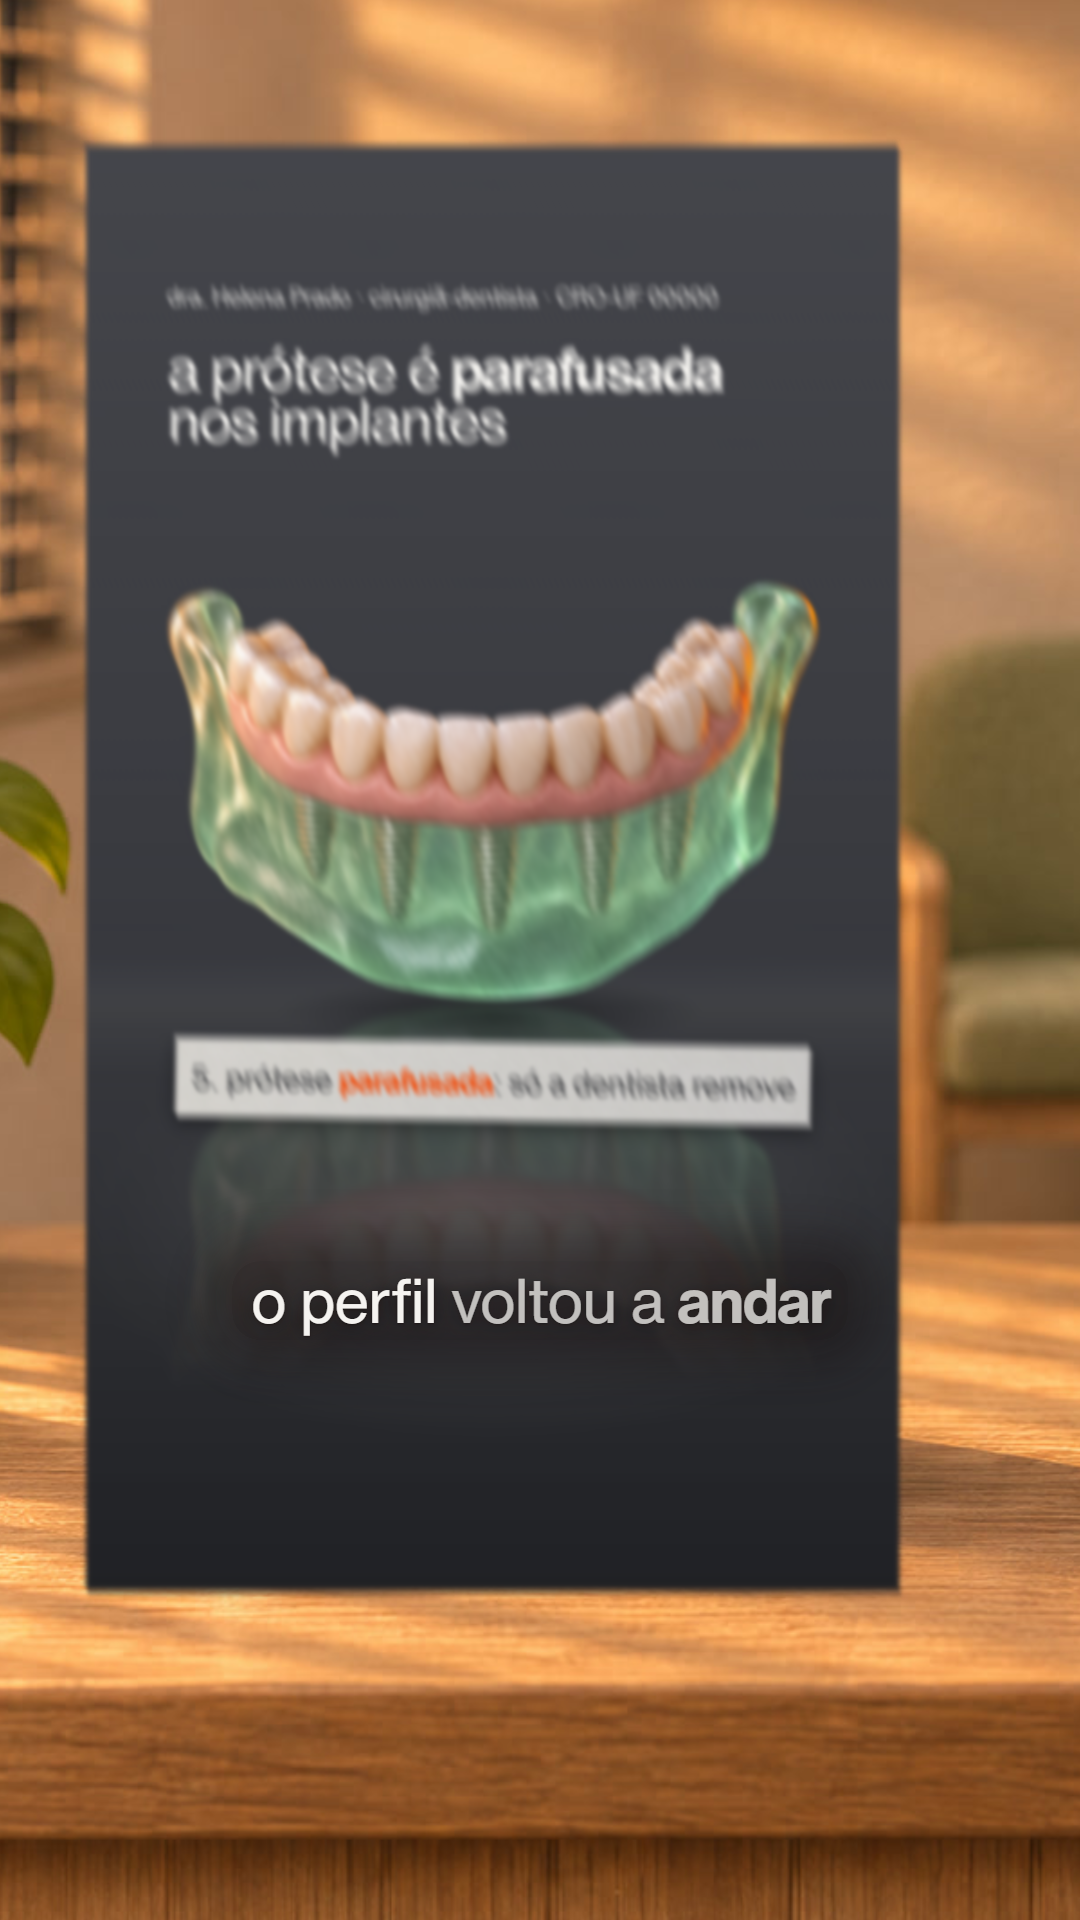 dra. Helena Prado · cirurgiã-dentista · CRO-UF 00000
a prótese é parafusada
nos implantes
5. prótese parafusada: só a dentista remove
o perfil voltou a andar